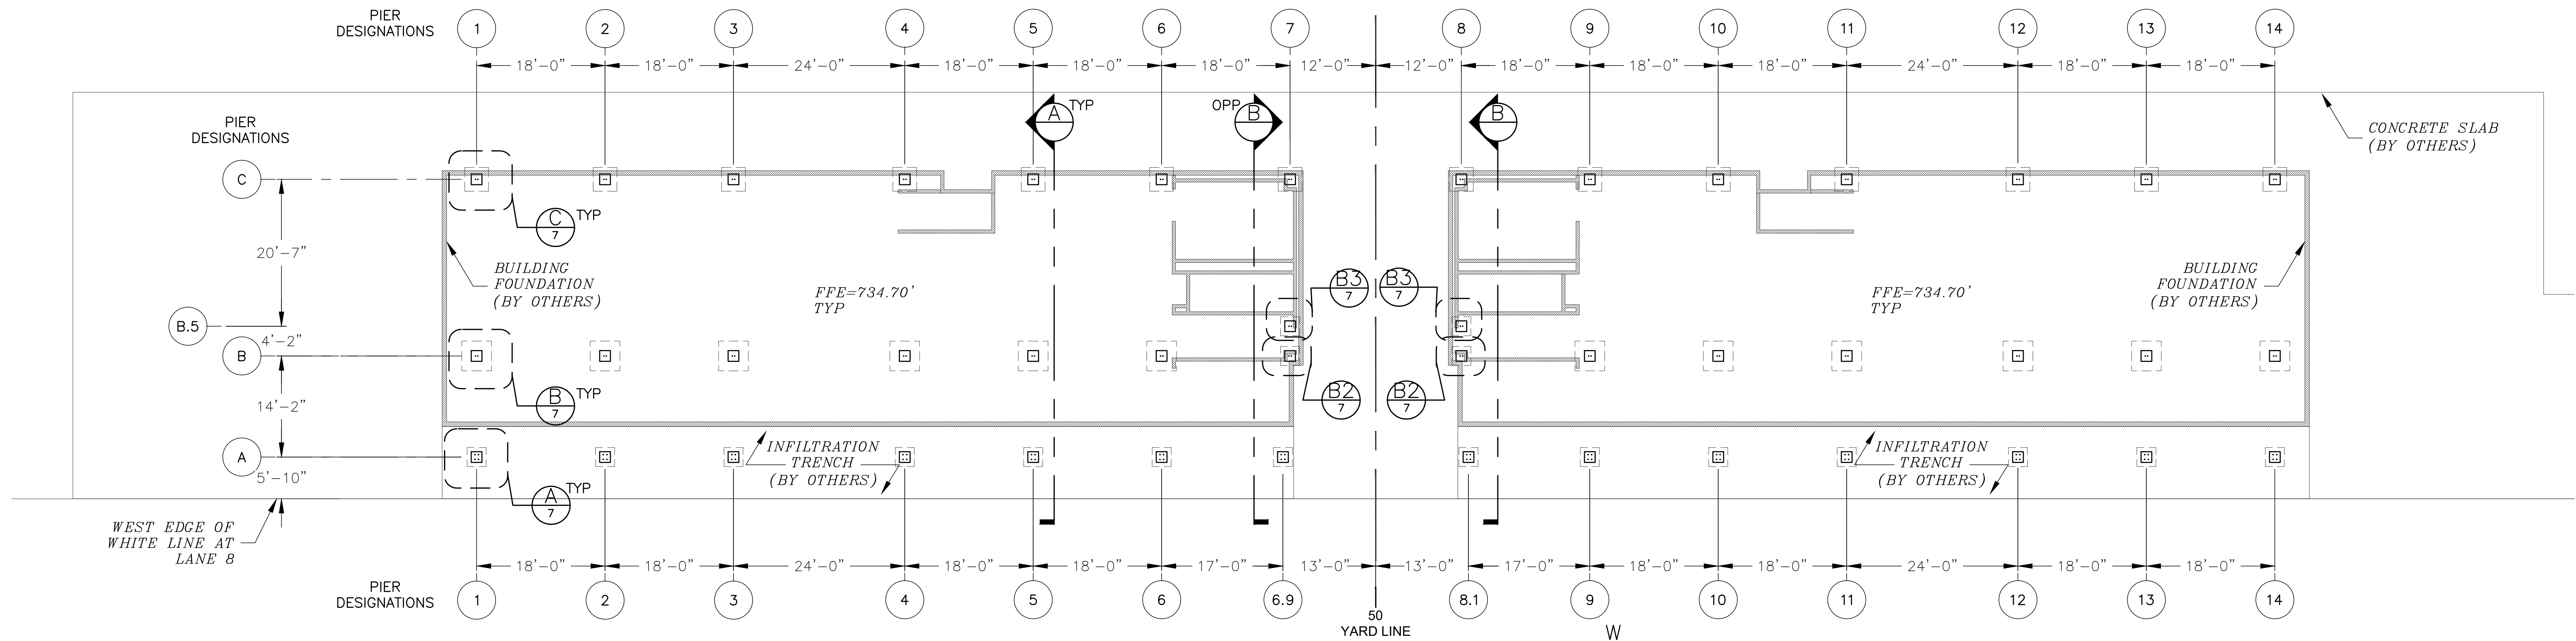 PIER
DESIGNATIONS
1 2 3 4 5 6 7 8 9 10 11 12 13 14
18'-0" 18'-0" 24'-0" 18'-0" 18'-0" 18'-0" 12'-0" 12'-0" 18'-0" 18'-0" 18'-0" 24'-0" 18'-0" 18'-0"
A TYP
OPP B
B
PIER
DESIGNATIONS
CONCRETE SLAB
(BY OTHERS)
C
C
7
TYP
20'-7"
BUILDING
FOUNDATION
(BY OTHERS)
FFE=734.70'
TYP
B3
7
B3
7
FFE=734.70'
TYP
BUILDING
FOUNDATION
(BY OTHERS)
B.5
4'-2"
B
B
7
TYP
B2
7
B2
7
14'-2"
A
5'-10"
INFILTRATION
TRENCH
(BY OTHERS)
INFILTRATION
TRENCH
(BY OTHERS)
A
7
TYP
WEST EDGE OF
WHITE LINE AT
LANE 8
18'-0" 18'-0" 24'-0" 18'-0" 18'-0" 17'-0" 13'-0" 13'-0" 17'-0" 18'-0" 18'-0" 24'-0" 18'-0" 18'-0"
PIER
DESIGNATIONS
1 2 3 4 5 6 6.9 8.1 9 10 11 12 13 14
50
YARD LINE
W